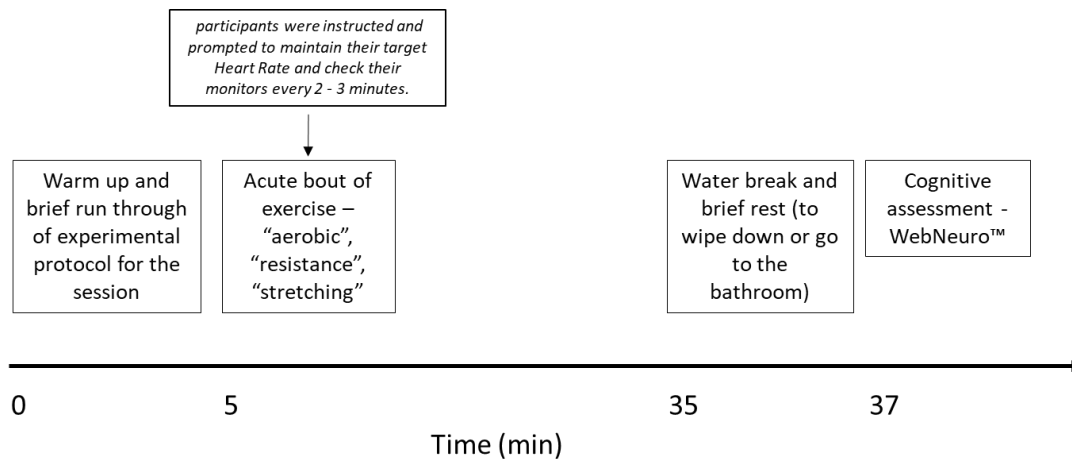 participants were instructed and
prompted to maintain their target
Heart Rate and check their
monitors every 2 - 3 minutes.
Warm up and
brief run through
of experimental
protocol for the
session
Acute bout of
exercise –
“aerobic”,
“resistance”,
“stretching”
Water break and
brief rest (to
wipe down or go
to the
bathroom)
Cognitive
assessment -
WebNeuro™
0
5
35
37
Time (min)